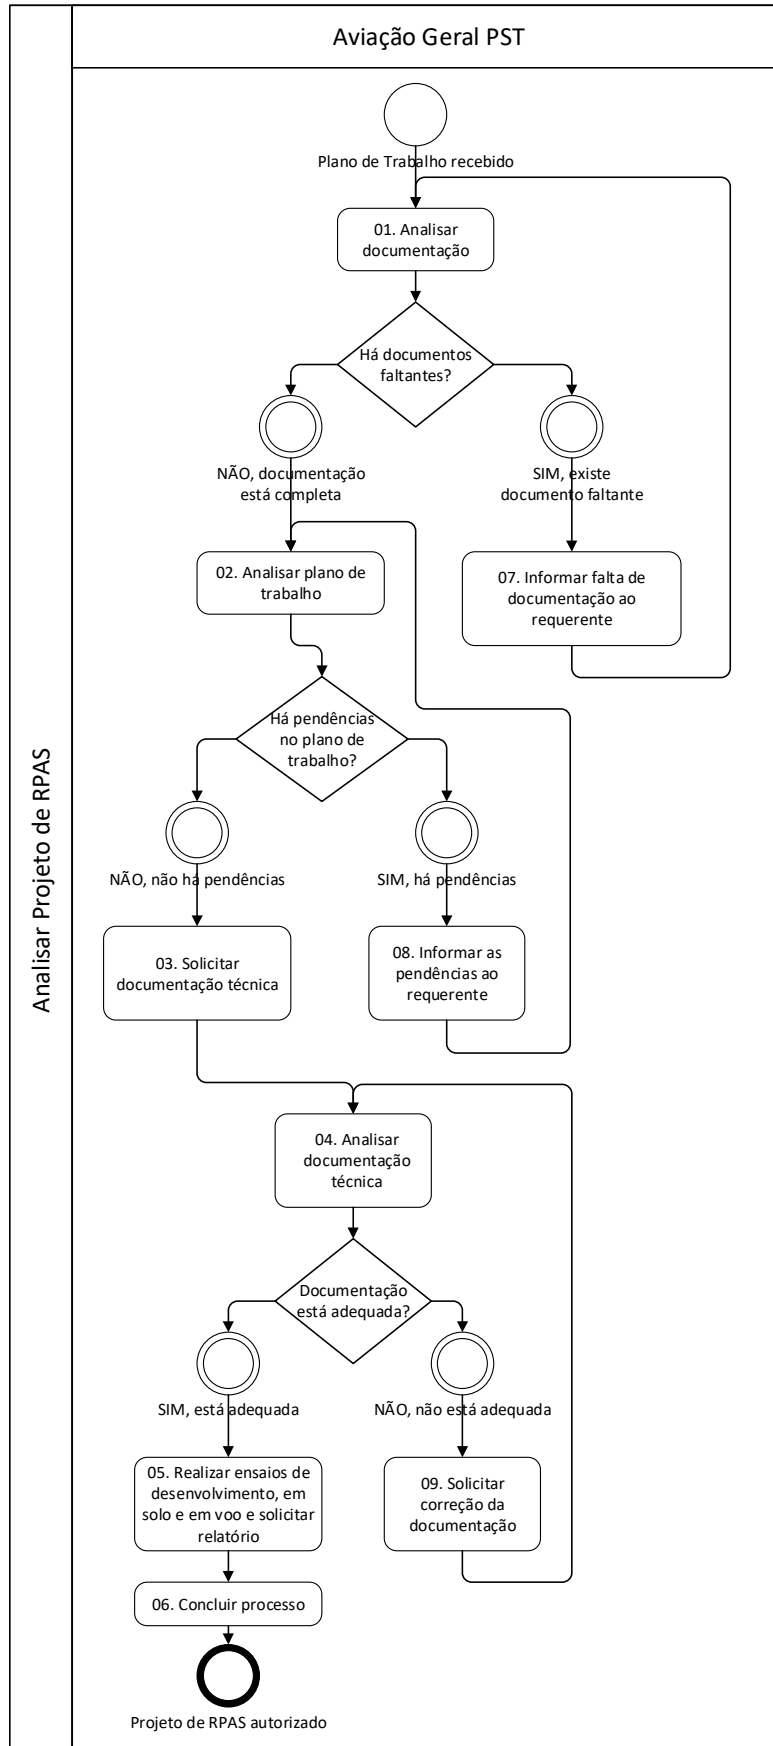 Aviação Geral PST
Analisar Projeto de RPAS
Plano de Trabalho recebido
01. Analisar
documentação
Há documentos
faltantes?
NÃO, documentação
está completa
SIM, existe
documento faltante
02. Analisar plano de
trabalho
07. Informar falta de
documentação ao
requerente
Há pendências
no plano de
trabalho?
NÃO, não há pendências
SIM, há pendências
03. Solicitar
documentação técnica
08. Informar as
pendências ao
requerente
04. Analisar
documentação
técnica
Documentação
está adequada?
SIM, está adequada
NÃO, não está adequada
05. Realizar ensaios de
desenvolvimento, em
solo e em voo e solicitar
relatório
09. Solicitar
correção da
documentação
06. Concluir processo
Projeto de RPAS autorizado